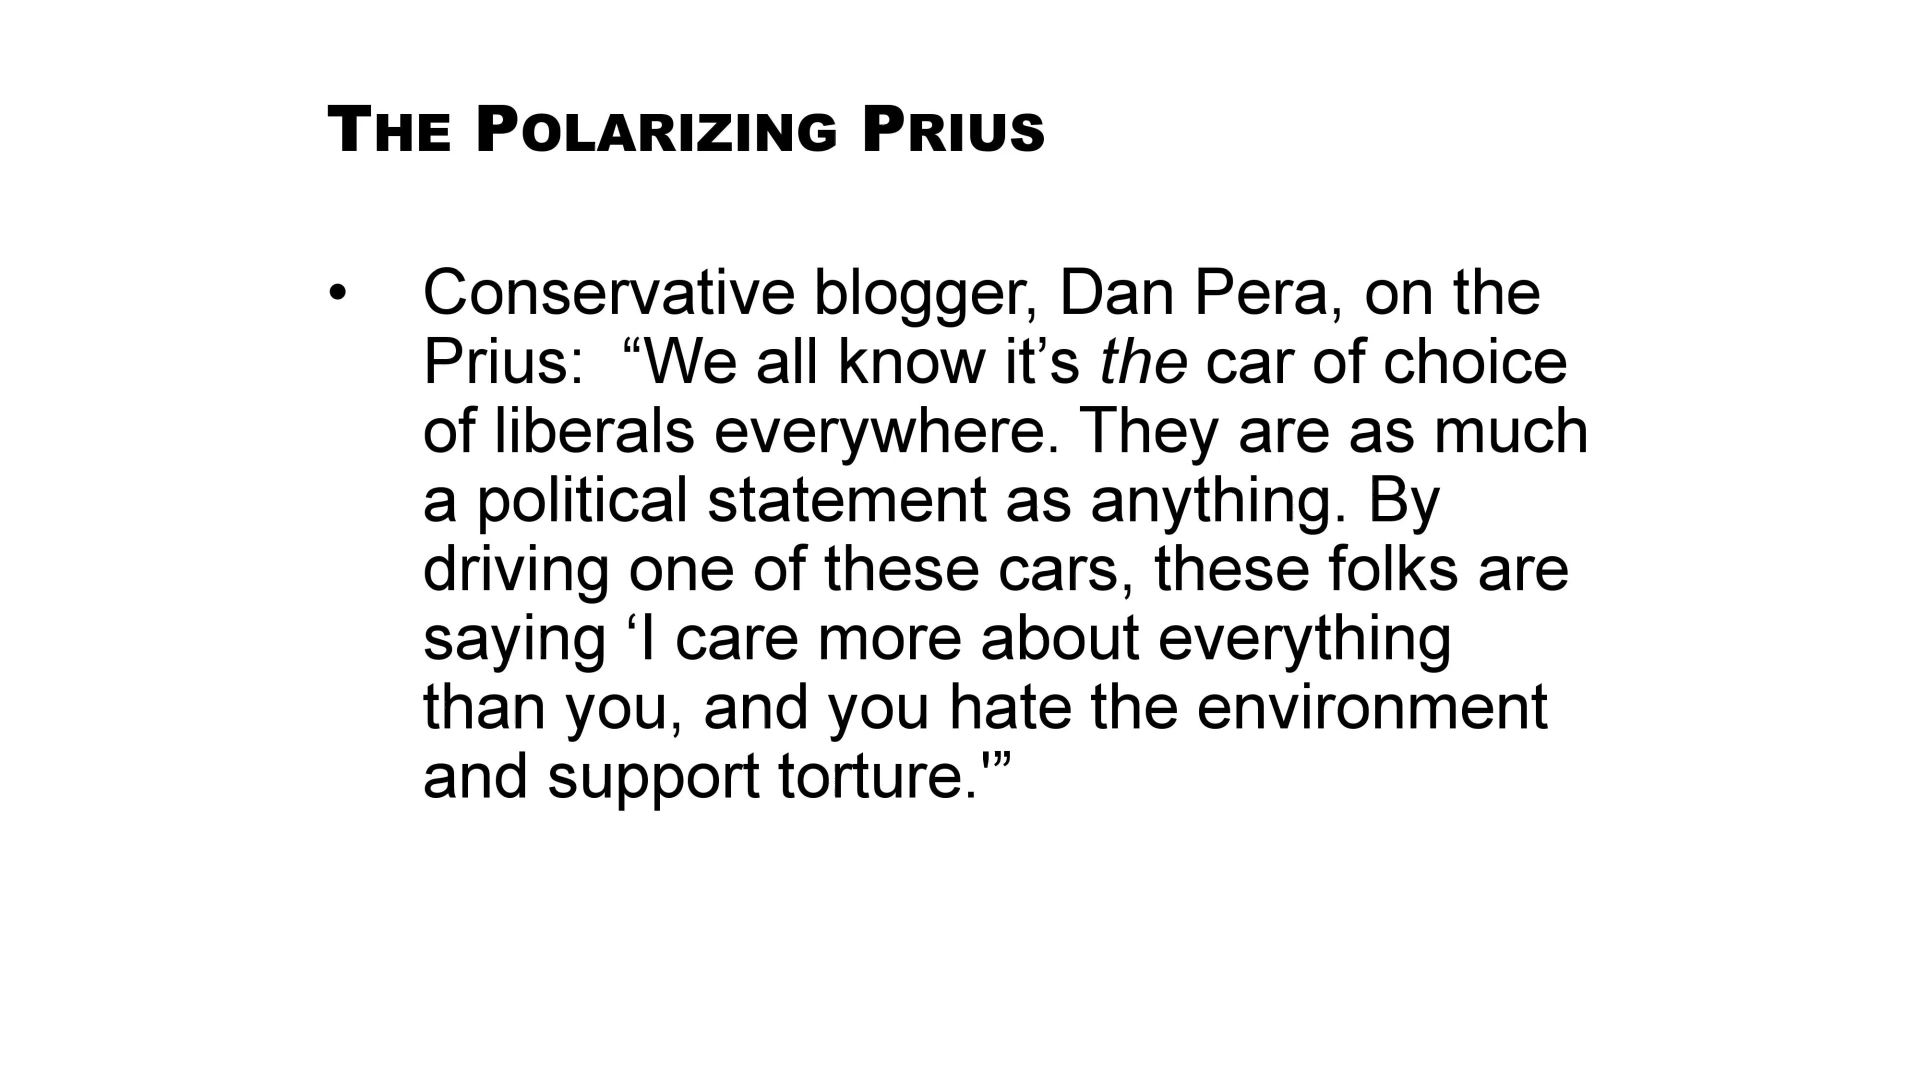 THE POLARIZING PRIUS
• Conservative blogger, Dan Pera, on the
Prius:  “We all know it’s the car of choice
of liberals everywhere. They are as much
a political statement as anything. By
driving one of these cars, these folks are
saying ‘I care more about everything
than you, and you hate the environment
and support torture.'”